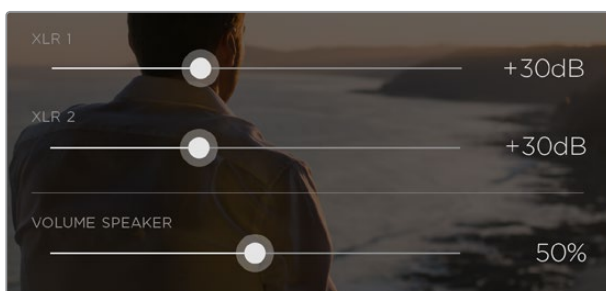 XLR 1
+30dB
XLR 2
+30dB
VOLUME SPEAKER
50%